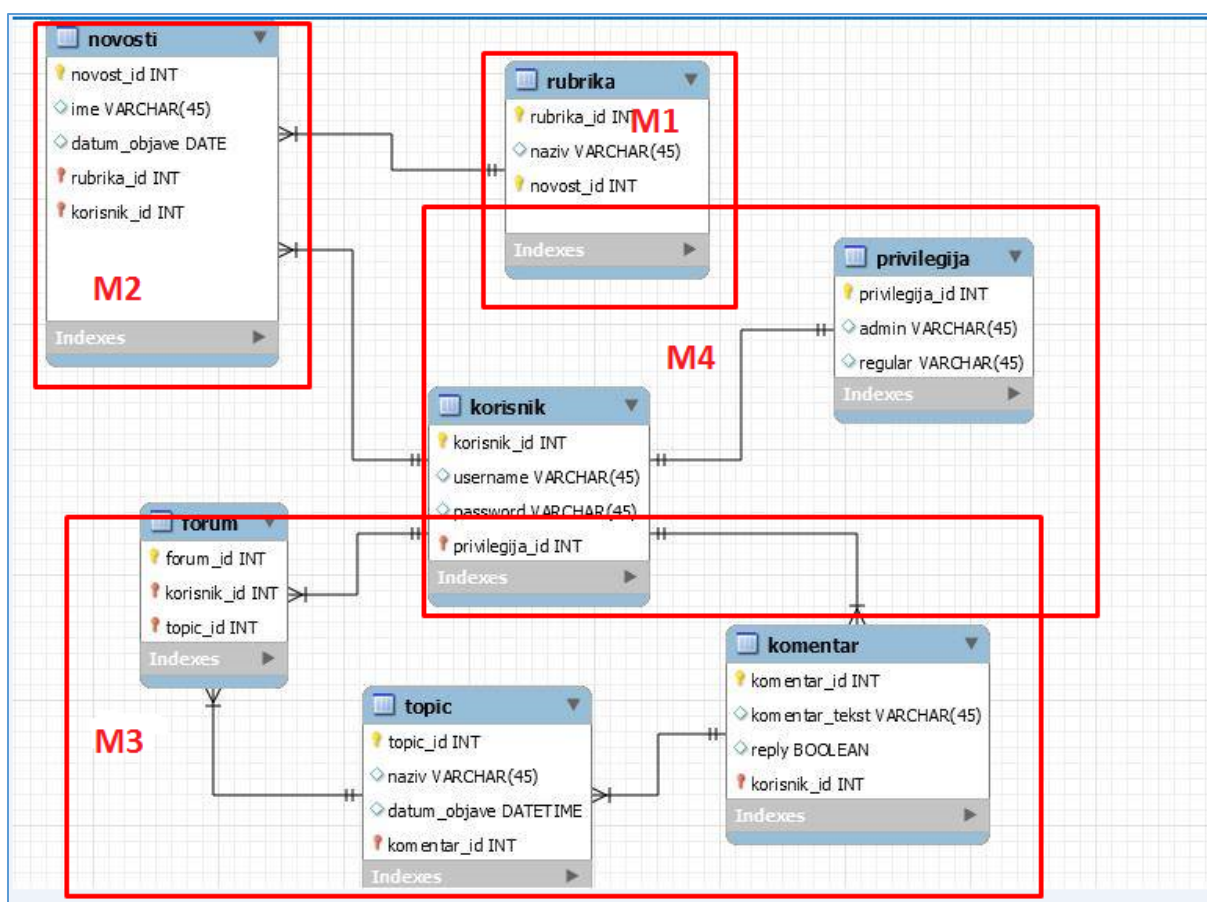 novosti
novost_id INT
ime VARCHAR(45)
datum_objave DATE
rubrika_id INT
korisnik_id INT
M2
Indexes
rubrika
rubrika_id INT
M1
naziv VARCHAR(45)
novost_id INT
Indexes
privilegija
privilegija_id INT
admin VARCHAR(45)
regular VARCHAR(45)
Indexes
M4
korisnik
korisnik_id INT
username VARCHAR(45)
password VARCHAR(45)
privilegija_id INT
Indexes
forum
forum_id INT
korisnik_id INT
topic_id INT
Indexes
M3
topic
topic_id INT
naziv VARCHAR(45)
datum_objave DATETIME
komentar_id INT
Indexes
komentar
komentar_id INT
komentar_tekst VARCHAR(45)
reply BOOLEAN
korisnik_id INT
Indexes